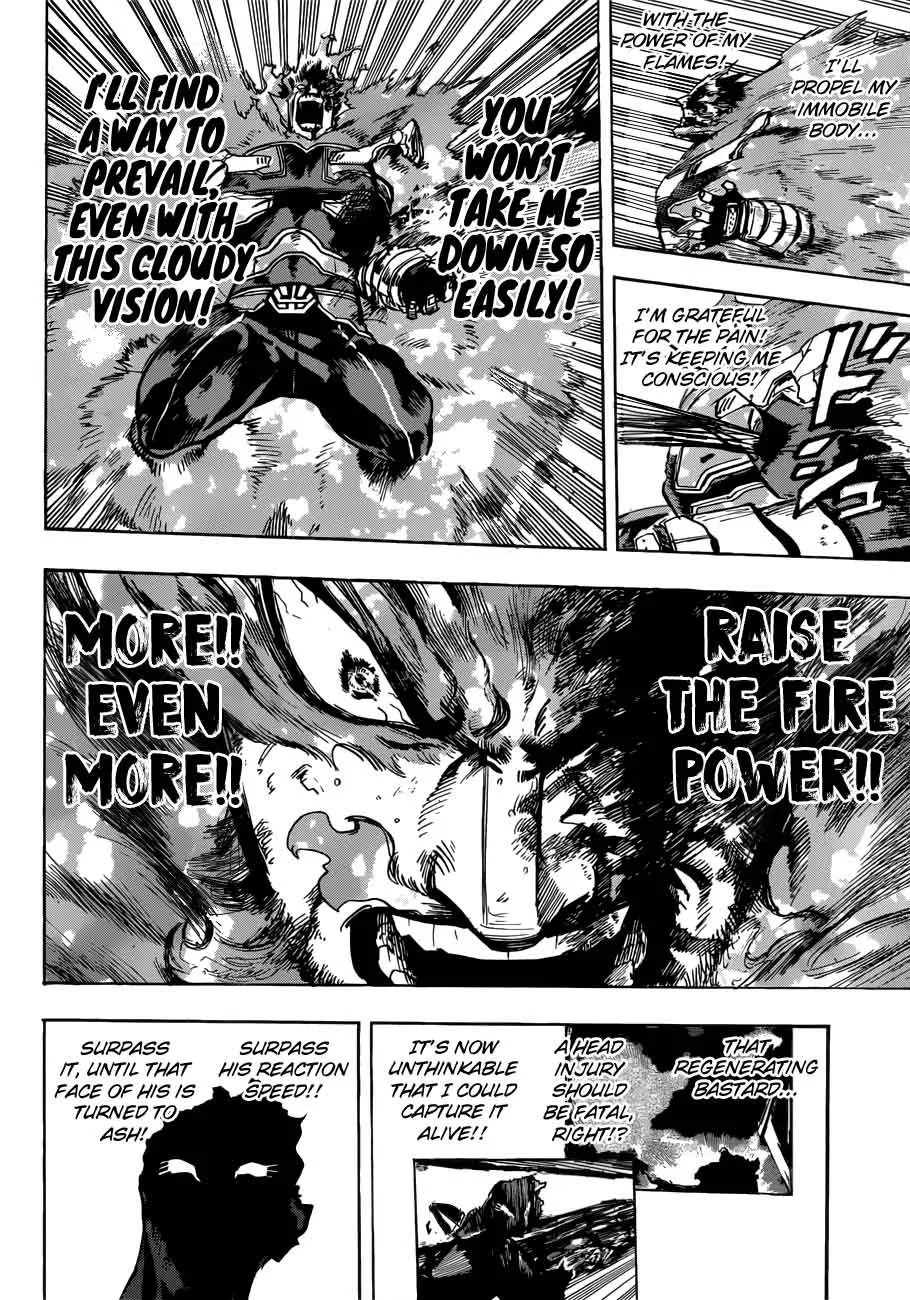 WITH THE
POWER OF MY
FLAMES!
I'LL
PROPEL MY
IMMOBILE
BODY...
I'M GRATEFUL
FOR THE PAIN!
IT'S KEEPING ME
CONSCIOUS!
ドシュ
YOU
WON'T
TAKE ME
DOWN SO
EASILY!
I'LL FIND
A WAY TO
PREVAIL,
EVEN WITH
THIS CLOUDY
VISION!
RAISE
THE FIRE
POWER!!
MORE!!
EVEN
MORE!!
THAT
REGENERATING
BASTARD...
A HEAD
INJURY
SHOULD
BE FATAL,
RIGHT!?
IT'S NOW
UNTHINKABLE
THAT I COULD
CAPTURE IT
ALIVE!!
SURPASS
HIS REACTION
SPEED!!
SURPASS
IT, UNTIL THAT
FACE OF HIS IS
TURNED TO
ASH!